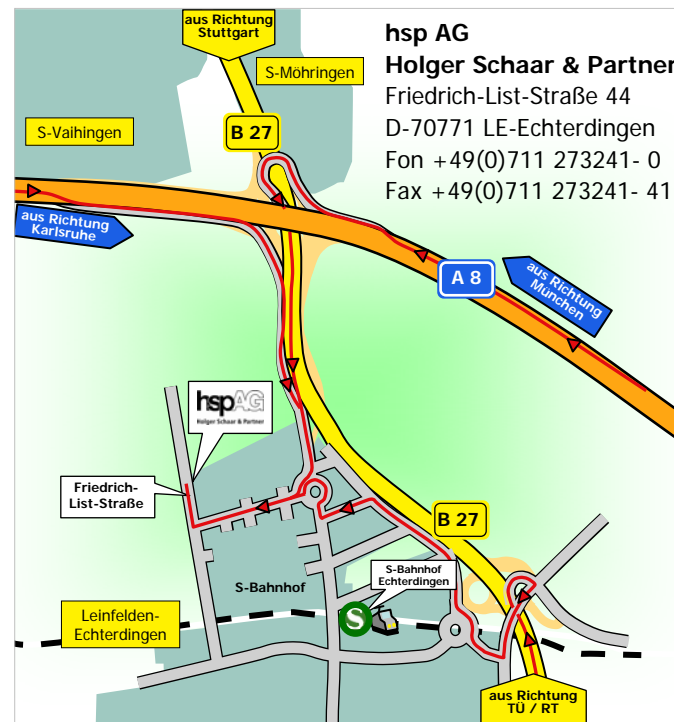 aus Richtung
Stuttgart
hsp AG
Holger Schaar & Partner
Friedrich-List-Straße 44
D-70771 LE-Echterdingen
Fon +49(0)711 273241- 0
Fax +49(0)711 273241- 41
S-Möhringen
S-Vaihingen
B 27
aus Richtung
Karlsruhe
A 8
aus Richtung
München
hspAG
Holger Schaar & Partner
Friedrich-
List-Straße
B 27
S-Bahnhof
Echterdingen
S-Bahnhof
S
Leinfelden-
Echterdingen
aus Richtung
TÜ / RT